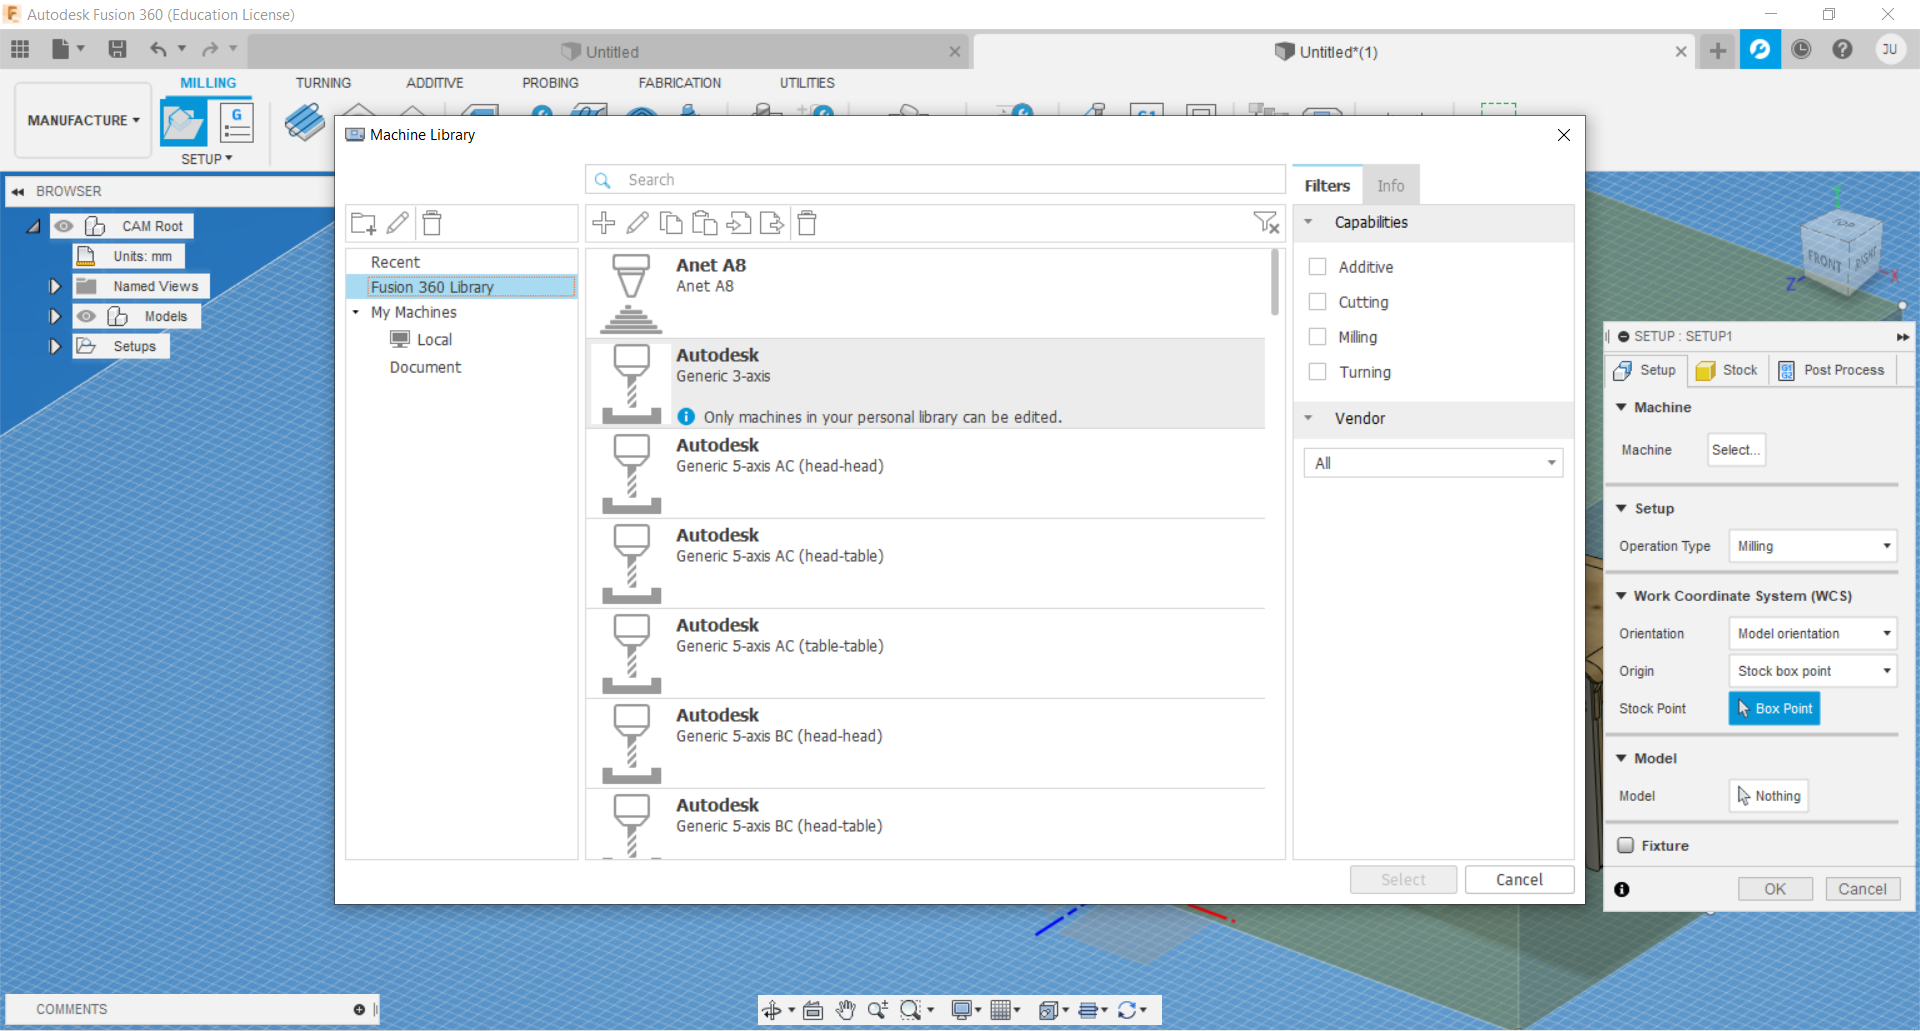 Autodesk Fusion 360 (Education License)
Untitled
Untitled*(1)
JU
MILLING
TURNING
ADDITIVE
PROBING
FABRICATION
UTILITIES
MANUFACTURE
G
SETUP
Machine Library
BROWSER
CAM Root
Units: mm
Named Views
Models
Setups
Search
Filters
Info
Recent
Fusion 360 Library
My Machines
Local
Document
Anet A8
Anet A8
Autodesk
Generic 3-axis
Only machines in your personal library can be edited.
Autodesk
Generic 5-axis AC (head-head)
Autodesk
Generic 5-axis AC (head-table)
Autodesk
Generic 5-axis AC (table-table)
Autodesk
Generic 5-axis BC (head-head)
Autodesk
Generic 5-axis BC (head-table)
Capabilities
Additive
Cutting
Milling
Turning
Vendor
All
Select
Cancel
TOP
FRONT
RIGHT
Z
X
SETUP : SETUP1
Setup
Stock
G1
G2
Post Process
Machine
Machine
Select...
Setup
Operation Type
Milling
Work Coordinate System (WCS)
Orientation
Model orientation
Origin
Stock box point
Stock Point
Box Point
Model
Model
Nothing
Fixture
OK
Cancel
COMMENTS